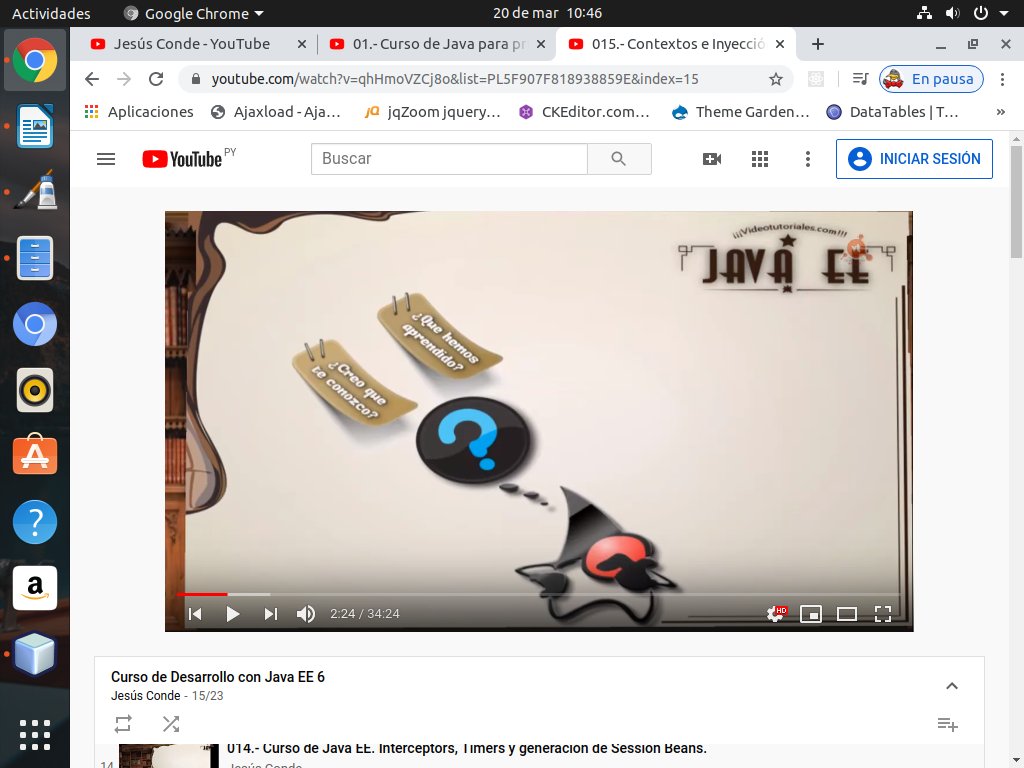 Actividades
Google Chrome
20 de mar 10:46
Jesús Conde - YouTube
01.- Curso de Java para pr
015.- Contextos e Inyecció
youtube.com/watch?v=qhHmoVZCj8o&list=PL5F907F818938859E&index=15
En pausa
Aplicaciones
Ajaxload - Aja...
jQ
jqZoom jquery...
CKEditor.com...
Theme Garden...
DataTables | T...
»
YouTube PY
Buscar
INICIAR SESIÓN
¡¡¡Videotutoriales.com!!!
JAVA EE
¿Que hemos
aprendido?
¿Creo que
te conozco?
?
2:24 / 34:24
HD
Curso de Desarrollo con Java EE 6
Jesús Conde - 15/23
014.- Curso de Java EE. Interceptors, Timers y generación de Session Beans.
14
Jesús Conde
A
?
a